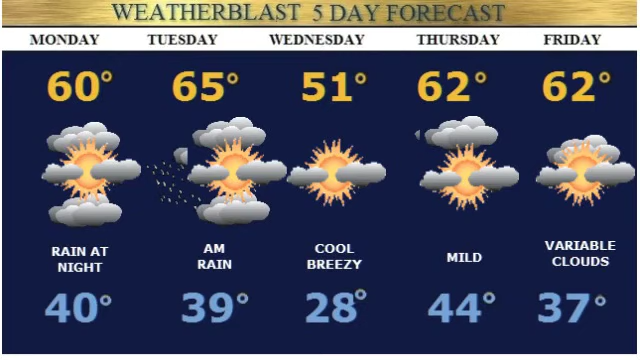 WEATHERBLAST 5 DAY FORECAST
MONDAY TUESDAY WEDNESDAY THURSDAY FRIDAY
60° 65° 51° 62° 62°
RAIN AT NIGHT
AM RAIN
COOL BREEZY
MILD
VARIABLE CLOUDS
40° 39° 28° 44° 37°